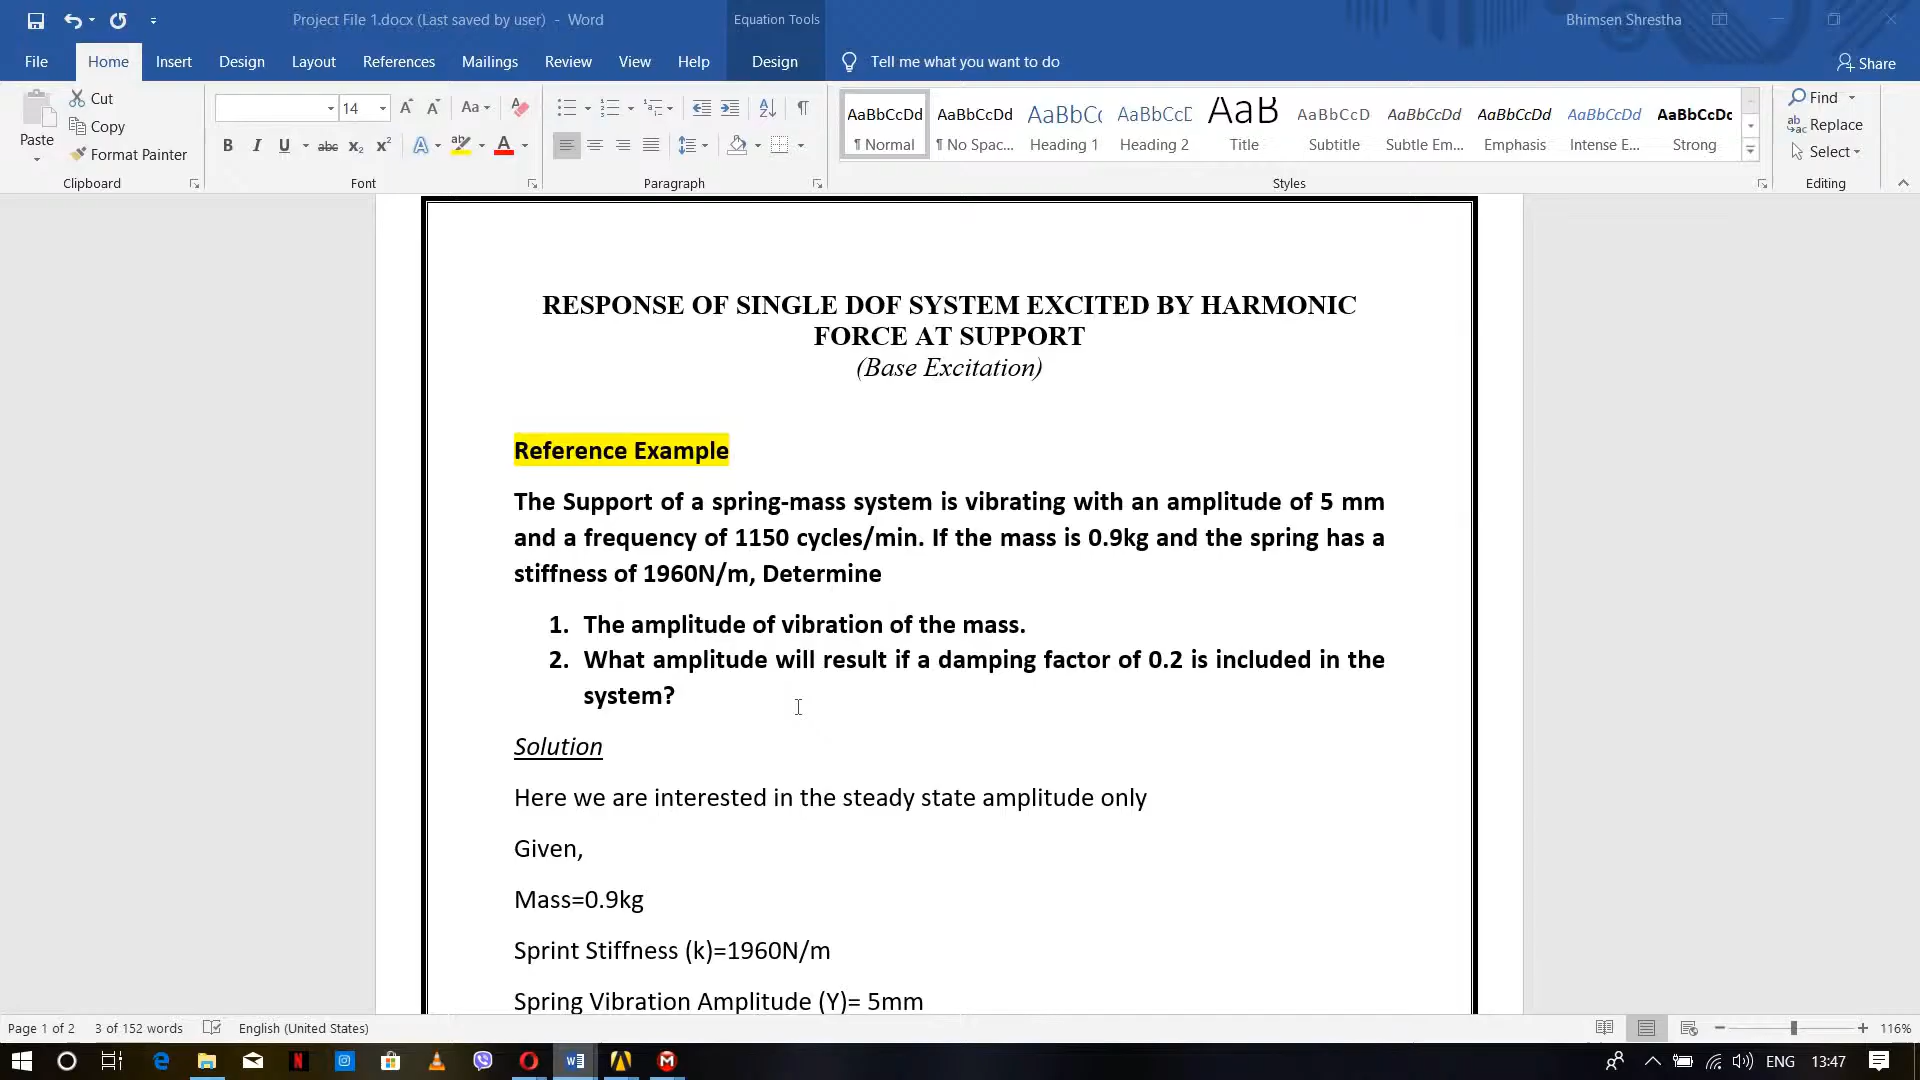 Project File 1.docx (Last saved by user) - Word
Equation Tools
Bhimsen Shrestha
File Home Insert Design Layout References Mailings Review View Help Design Tell me what you want to do Share
Paste
Cut
Copy
Format Painter
Clipboard
14
Aa
B I U abc X₂ X² A ab A
Font
Paragraph
AaBbCcDd AaBbCcDd AaBbCc AaBbCcE AaB AaBbCcD AaBbCcDd AaBbCcDd AaBbCcDd AaBbCcDc
¶ Normal ¶ No Spac... Heading 1 Heading 2 Title Subtitle Subtle Em... Emphasis Intense E... Strong
Styles
Find
Replace
Select
Editing
RESPONSE OF SINGLE DOF SYSTEM EXCITED BY HARMONIC
FORCE AT SUPPORT
(Base Excitation)
Reference Example
The Support of a spring-mass system is vibrating with an amplitude of 5 mm
and a frequency of 1150 cycles/min. If the mass is 0.9kg and the spring has a
stiffness of 1960N/m, Determine
1. The amplitude of vibration of the mass.
2. What amplitude will result if a damping factor of 0.2 is included in the
system?
Solution
Here we are interested in the steady state amplitude only
Given,
Mass=0.9kg
Sprint Stiffness (k)=1960N/m
Spring Vibration Amplitude (Y)= 5mm
Page 1 of 2 3 of 152 words English (United States) 116%
ENG 13:47